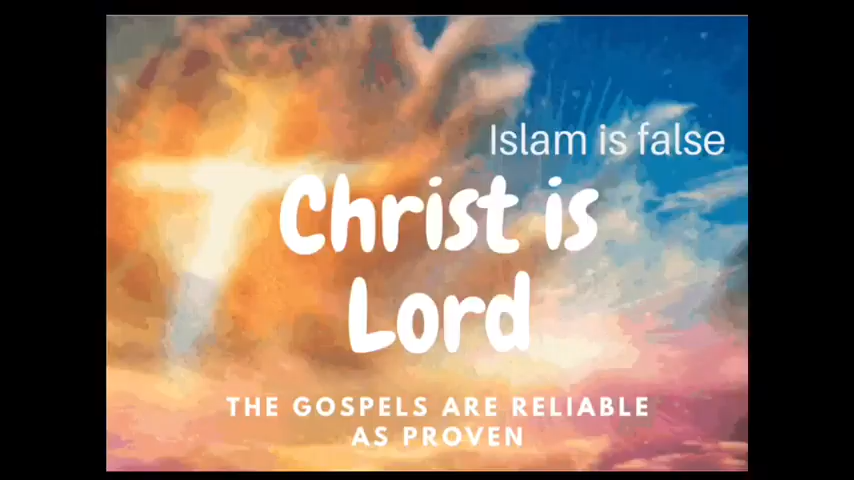 Islam is false
Christ is
Lord
THE GOSPELS ARE RELIABLE
AS PROVEN